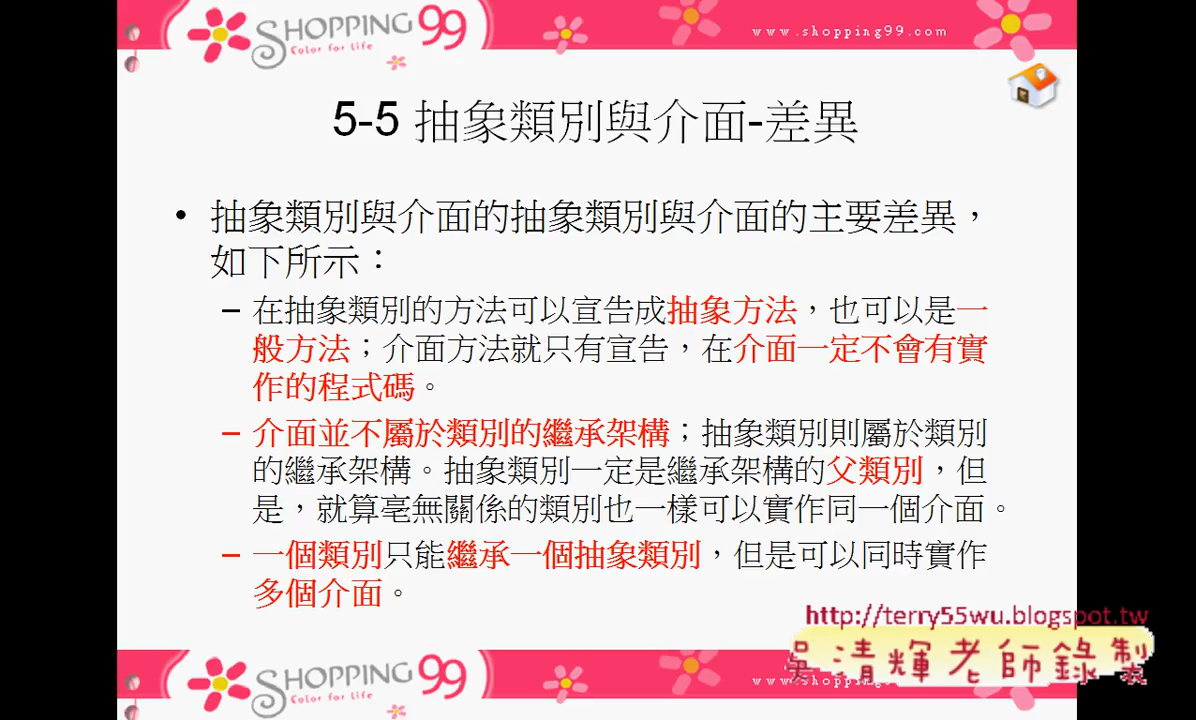 SHOPPING 99
Color for Life
www.shopping99.com
5-5 抽象類別與介面-差異
• 抽象類別與介面的抽象類別與介面的主要差異，
如下所示：
– 在抽象類別的方法可以宣告成抽象方法，也可以是一
般方法；介面方法就只有宣告，在介面一定不會有實
作的程式碼。
– 介面並不屬於類別的繼承架構；抽象類別則屬於類別
的繼承架構。抽象類別一定是繼承架構的父類別，但
是，就算毫無關係的類別也一樣可以實作同一個介面。
– 一個類別只能繼承一個抽象類別，但是可以同時實作
多個介面。
http://terry55wu.blogspot.tw
吳清輝老師錄製
SHOPPING 99
Color for Life